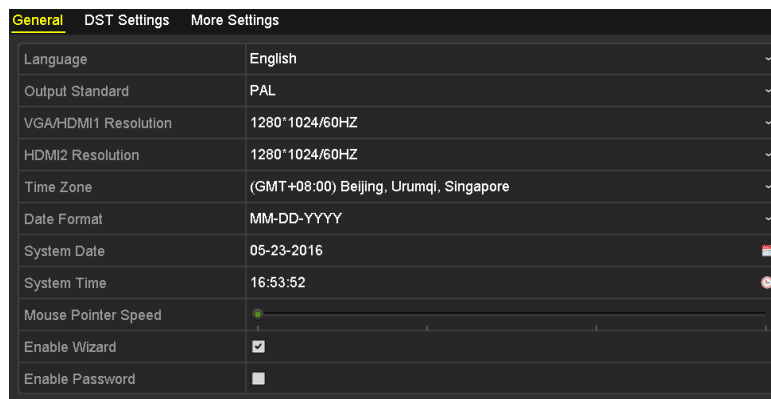 General DST Settings More Settings
Language English
Output Standard PAL
VGA/HDMI1 Resolution 1280*1024/60HZ
HDMI2 Resolution 1280*1024/60HZ
Time Zone (GMT+08:00) Beijing, Urumqi, Singapore
Date Format MM-DD-YYYY
System Date 05-23-2016
System Time 16:53:52
Mouse Pointer Speed
Enable Wizard
Enable Password